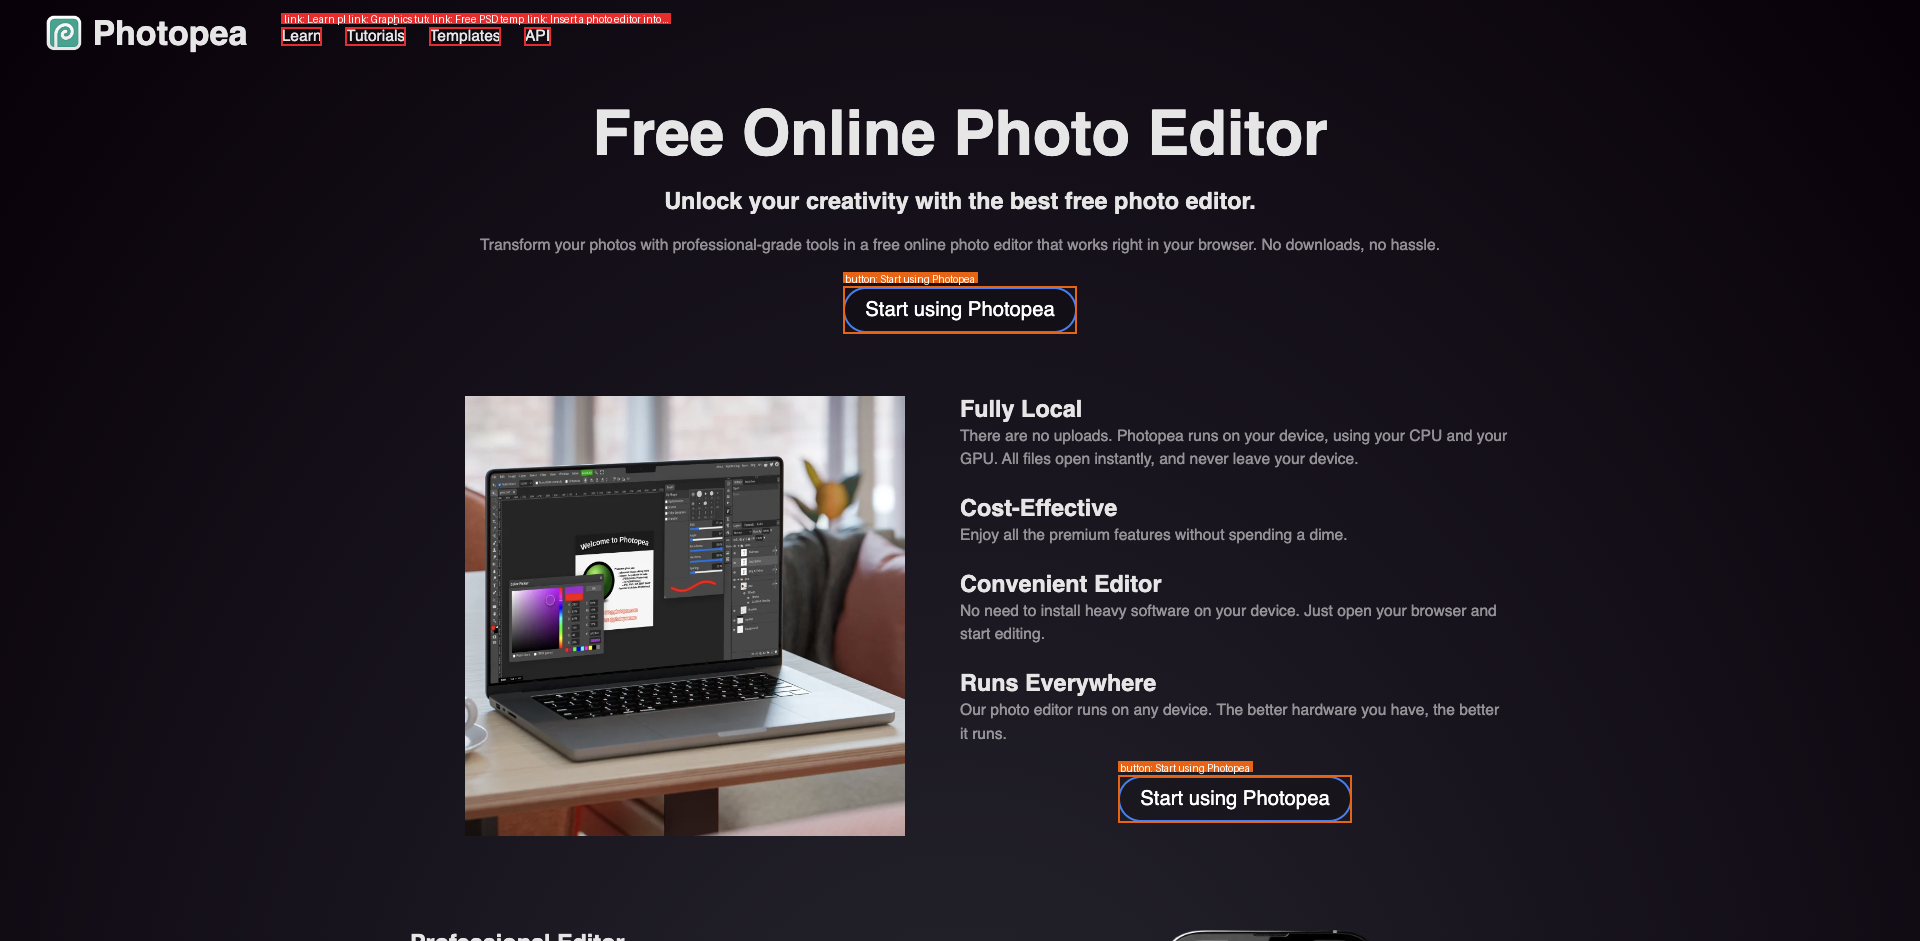 Photopea
link: Learn pl link: Graphics tut link: Free PSD temp link: Insert a photo editor into...
Learn
Tutorials
Templates
API
Free Online Photo Editor
Unlock your creativity with the best free photo editor.
Transform your photos with professional-grade tools in a free online photo editor that works right in your browser. No downloads, no hassle.
button: Start using Photopea
Start using Photopea
Welcome to Photopea
Fully Local
There are no uploads. Photopea runs on your device, using your CPU and your
GPU. All files open instantly, and never leave your device.
Cost-Effective
Enjoy all the premium features without spending a dime.
Convenient Editor
No need to install heavy software on your device. Just open your browser and
start editing.
Runs Everywhere
Our photo editor runs on any device. The better hardware you have, the better
it runs.
button: Start using Photopea
Start using Photopea
Professional Editor